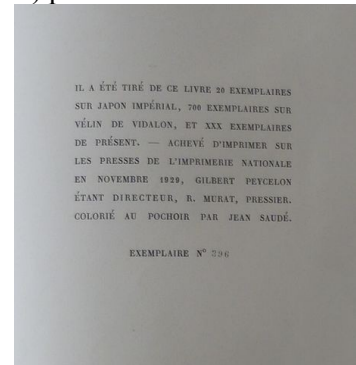 IL A ÉTÉ TIRÉ DE CE LIVRE 20 EXEMPLAIRES
SUR JAPON IMPÉRIAL, 700 EXEMPLAIRES SUR
VÉLIN DE VIDALON, ET XXX EXEMPLAIRES
DE PRÉSENT. — ACHEVÉ D'IMPRIMER SUR
LES PRESSES DE L'IMPRIMERIE NATIONALE
EN NOVEMBRE 1929, GILBERT PEYCELON
ÉTANT DIRECTEUR, R. MURAT, PRESSIER.
COLORIÉ AU POCHOIR PAR JEAN SAUDÉ.
EXEMPLAIRE N° 396